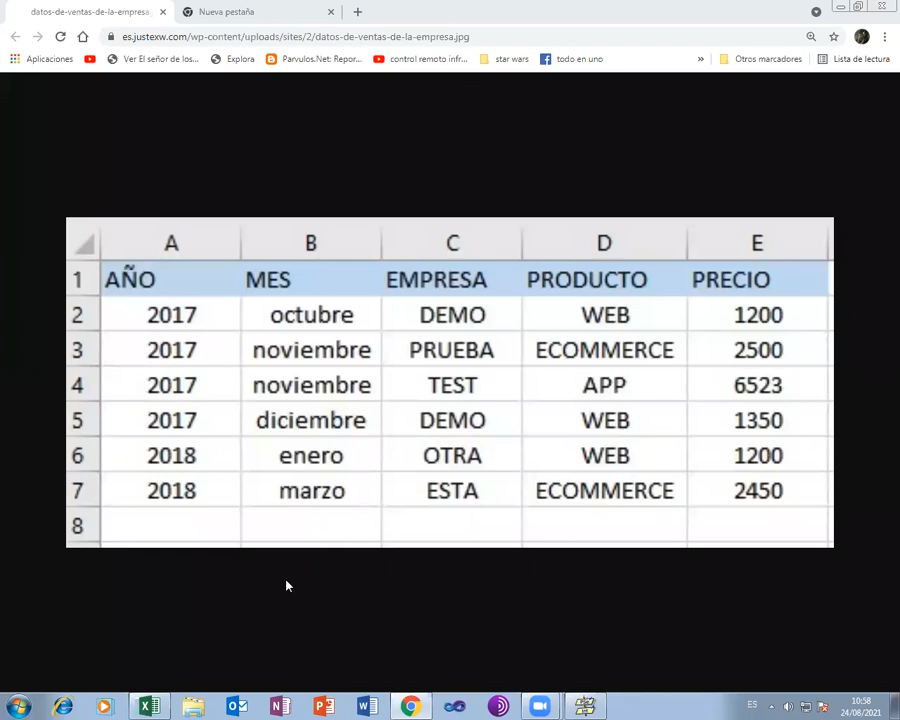 datos-de-ventas-de-la-empresa.
Nueva pestaña
es.justexw.com/wp-content/uploads/sites/2/datos-de-ventas-de-la-empresa.jpg
Aplicaciones Ver El señor de los... Explora Parvulos.Net: Repor... control remoto infr... star wars todo en uno » Otros marcadores Lista de lectura
A B C D E
1 AÑO MES EMPRESA PRODUCTO PRECIO
2 2017 octubre DEMO WEB 1200
3 2017 noviembre PRUEBA ECOMMERCE 2500
4 2017 noviembre TEST APP 6523
5 2017 diciembre DEMO WEB 1350
6 2018 enero OTRA WEB 1200
7 2018 marzo ESTA ECOMMERCE 2450
8
ES
10:58
24/08/2021